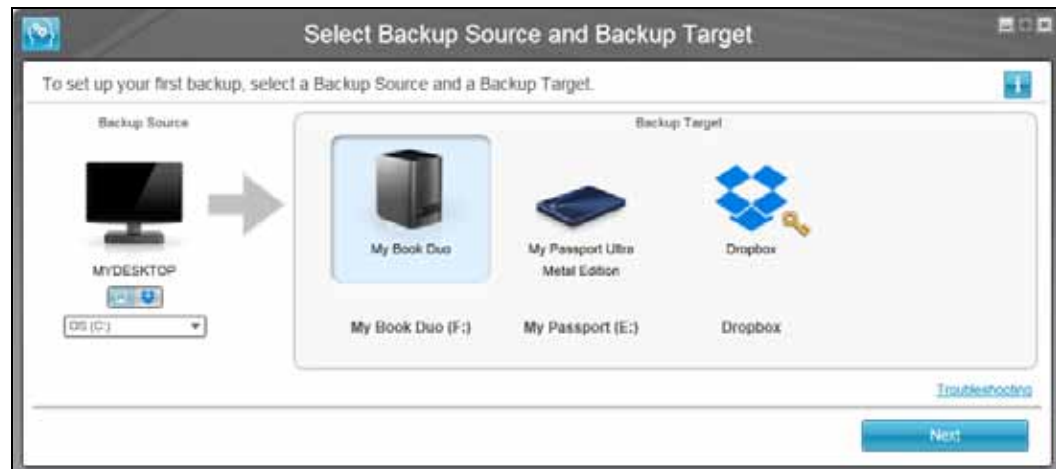 Select Backup Source and Backup Target
To set up your first backup, select a Backup Source and a Backup Target.
Backup Source
Backup Target
MYDESKTOP
OS (C:)
My Book Duo
My Passport Ultra
Metal Edition
Dropbox
My Book Duo (F:)
My Passport (E:)
Dropbox
Troubleshooting
Next